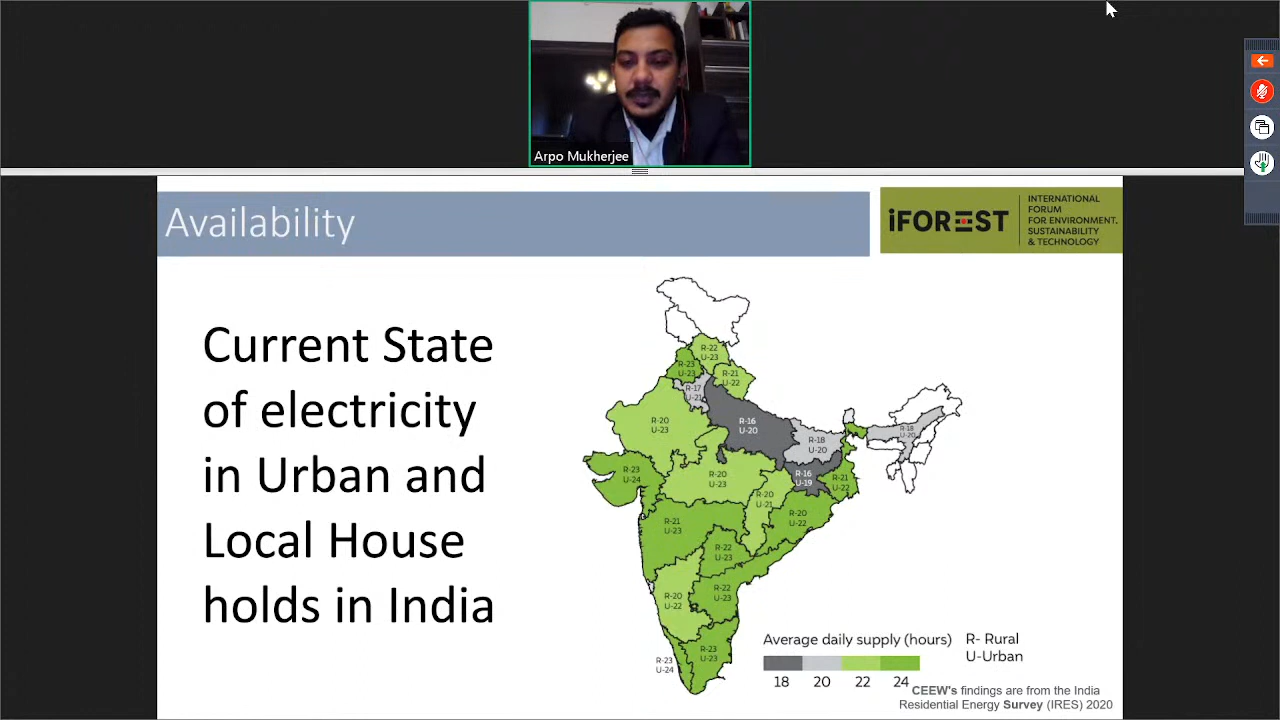 Arpo Mukherjee
Availability
iFOREST
INTERNATIONAL
FORUM
FOR ENVIRONMENT,
SUSTAINABILITY
& TECHNOLOGY
Current State
of electricity
in Urban and
Local House
holds in India
R-22
U-23
R-23
U-23
R-21
U-22
R-17
U-21
R-20
U-23
R-16
U-20
R-18
U-20
R-18
U-20
R-23
U-24
R-20
U-23
R-16
U-19
R-21
U-22
R-20
U-21
R-20
U-22
R-21
U-23
R-22
U-23
R-20
U-22
R-22
U-23
R-23
U-24
R-23
U-23
Average daily supply (hours)
18 20 22 24
R- Rural
U-Urban
CEEW's findings are from the India
Residential Energy Survey (IRES) 2020